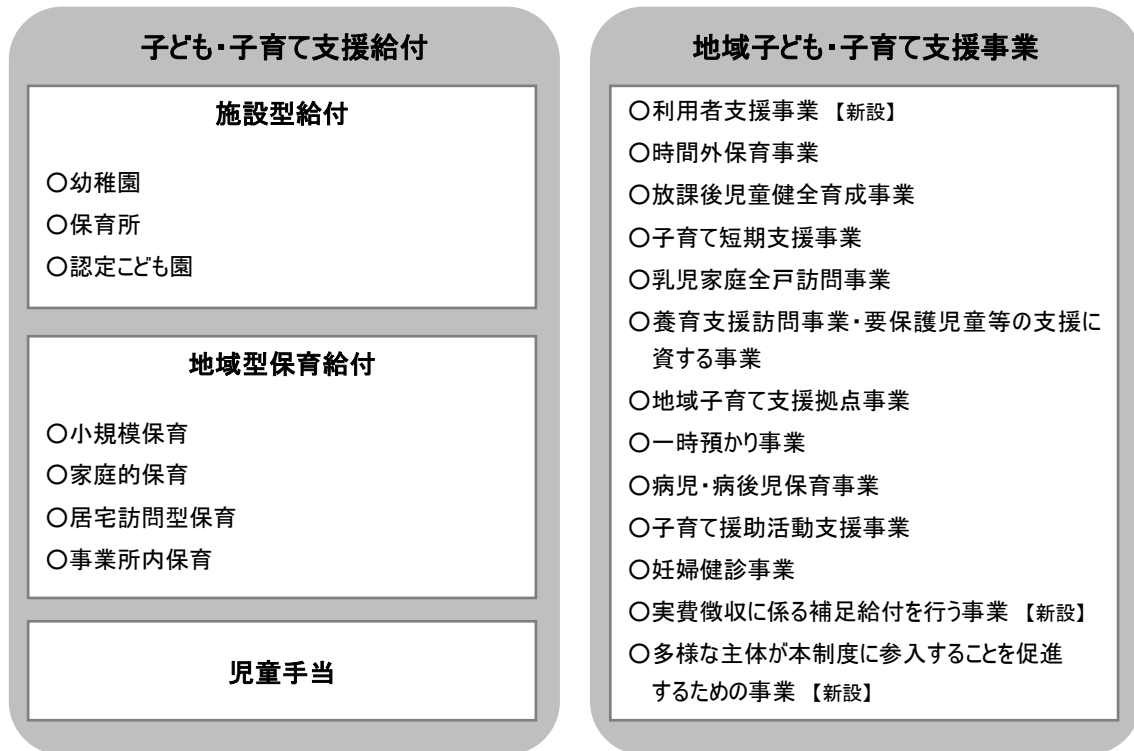 子ども・子育て支援給付
施設型給付
○幼稚園
○保育所
○認定こども園
地域型保育給付
○小規模保育
○家庭的保育
○居宅訪問型保育
○事業所内保育
児童手当
地域子ども・子育て支援事業
○利用者支援事業 【新設】
○時間外保育事業
○放課後児童健全育成事業
○子育て短期支援事業
○乳児家庭全戸訪問事業
○養育支援訪問事業・要保護児童等の支援に
資する事業
○地域子育て支援拠点事業
○一時預かり事業
○病児・病後児保育事業
○子育て援助活動支援事業
○妊婦健診事業
○実費徴収に係る補足給付を行う事業 【新設】
○多様な主体が本制度に参入することを促進
するための事業 【新設】